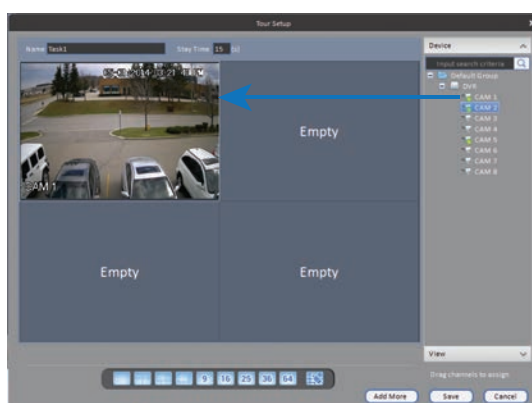 Tour Setup
Name Task1 Stay Time 15 (s)
Device
Input search criteria
Default Group
DVR
CAM 1
CAM 2
CAM 3
CAM 4
CAM 5
CAM 6
CAM 7
CAM 8
CAM 1
Empty
Empty
Empty
9 16 25 36 64
View
Drag channels to assign
Add More Save Cancel